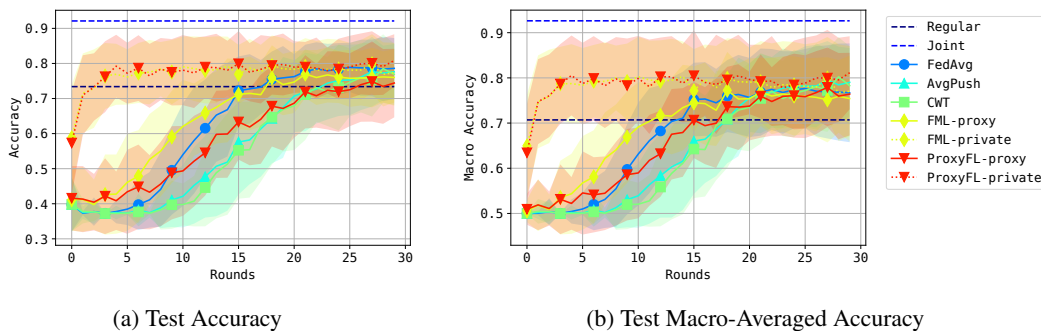 0.9
0.8
0.7
0.6
0.5
0.4
0.3
Accuracy
0 5 10 15 20 25 30
Rounds
(a) Test Accuracy
0.9
0.8
0.7
0.6
0.5
Macro Accuracy
0 5 10 15 20 25 30
Rounds
(b) Test Macro-Averaged Accuracy
Regular
Joint
FedAvg
AvgPush
CWT
FML-proxy
FML-private
ProxyFL-proxy
ProxyFL-private